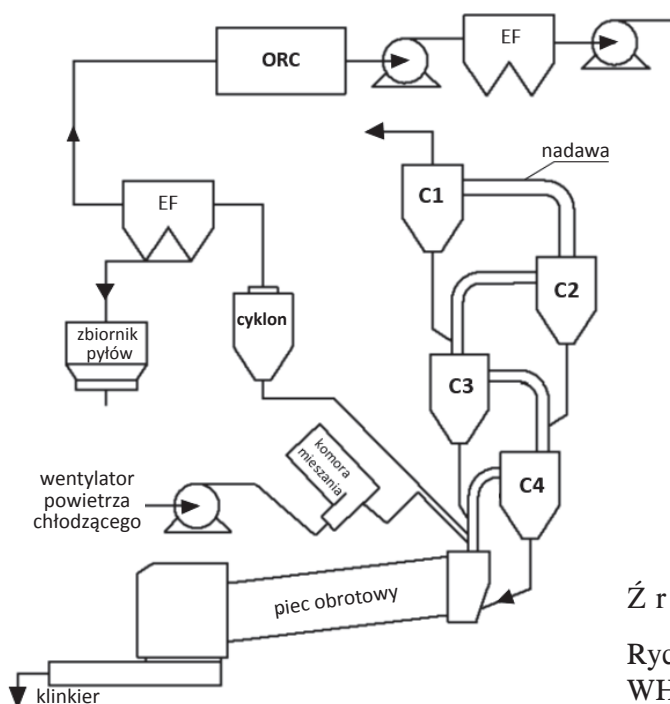 ORC
EF
nadawa
C1
EF
C2
cyklon
zbiornik
pyłów
C3
komora
mieszania
C4
wentylator
powietrza
chłodzącego
piec obrotowy
klinkier
Ź r
Ryc
WH